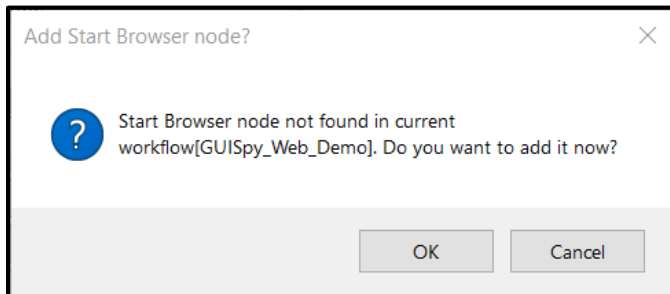 Add Start Browser node?
Start Browser node not found in current
workflow[GUISpy_Web_Demo]. Do you want to add it now?
OK
Cancel